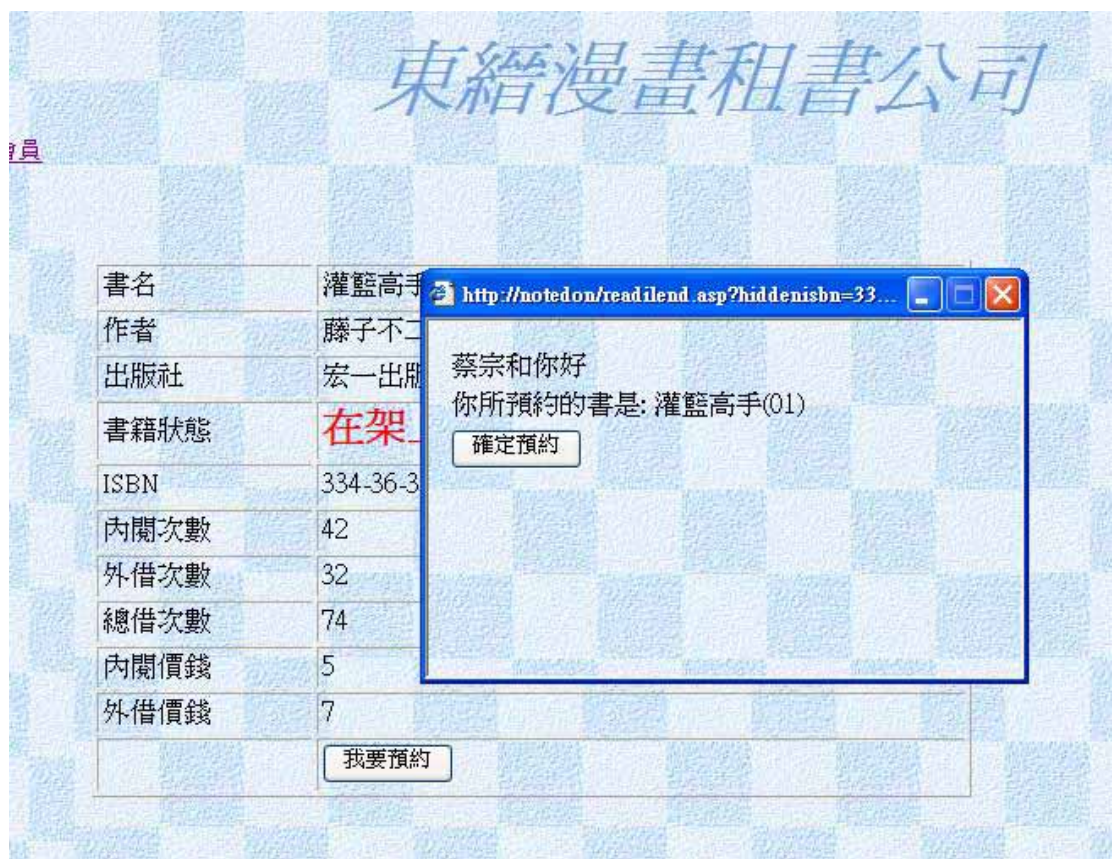 東縉漫畫租書公司
會員
書名 灌籃高手
作者 藤子不二
出版社 宏一出版
書籍狀態 在架上
ISBN 334-36-3
內閱次數 42
外借次數 32
總借次數 74
內閱價錢 5
外借價錢 7
我要預約
http://notedon/readilend.asp?hiddenisbn=33...
蔡宗和你好
你所預約的書是: 灌籃高手(01)
確定預約